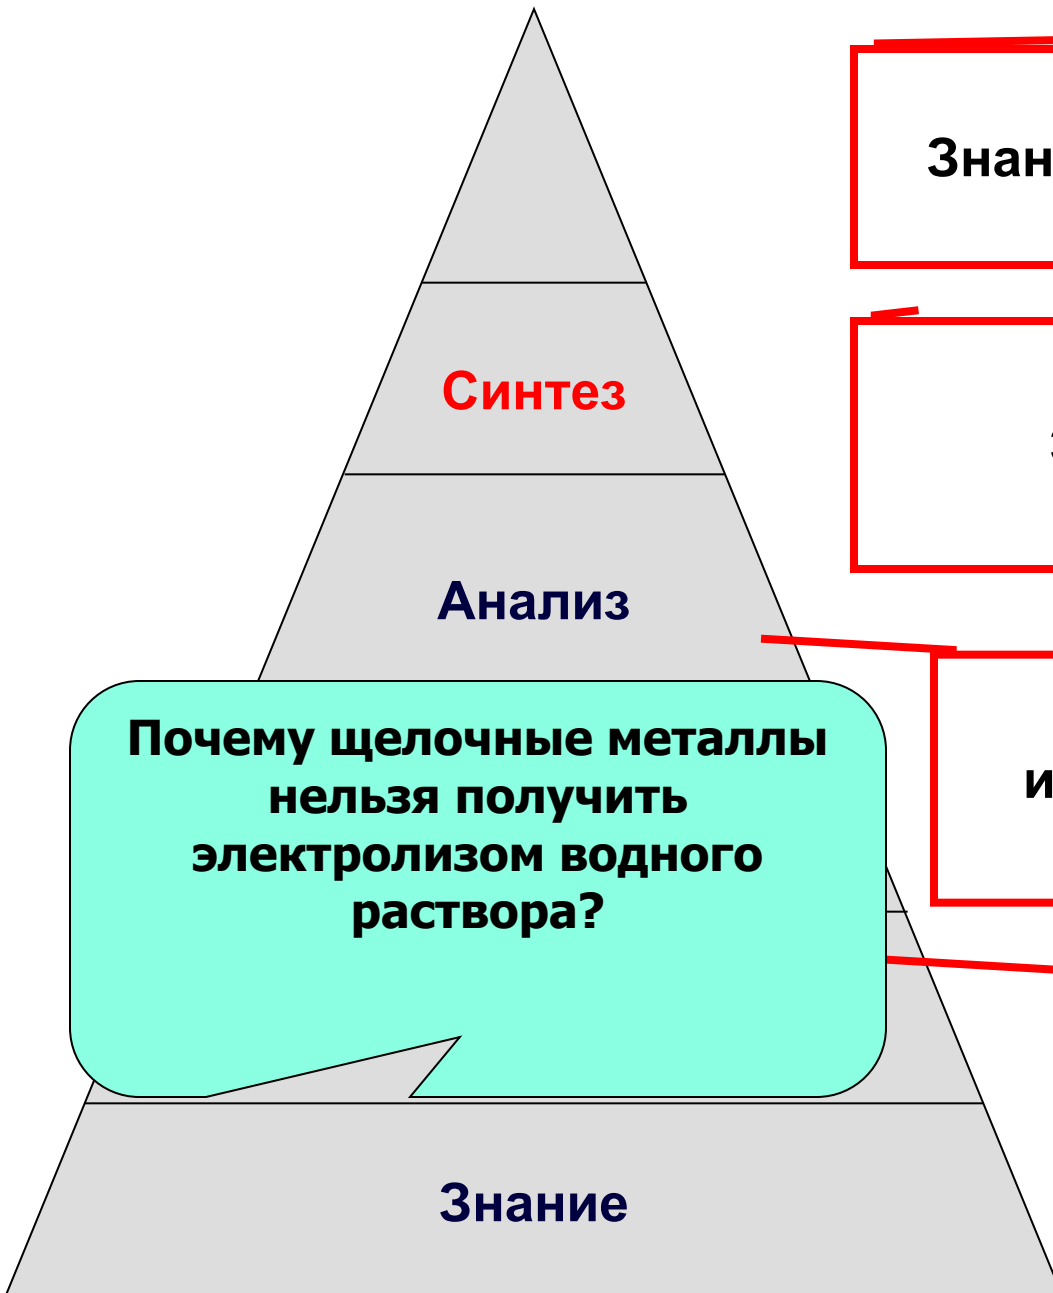 Знан
Синтез
Анализ
Почему щелочные металлы
нельзя получить
электролизом водного
раствора?
и
Знание